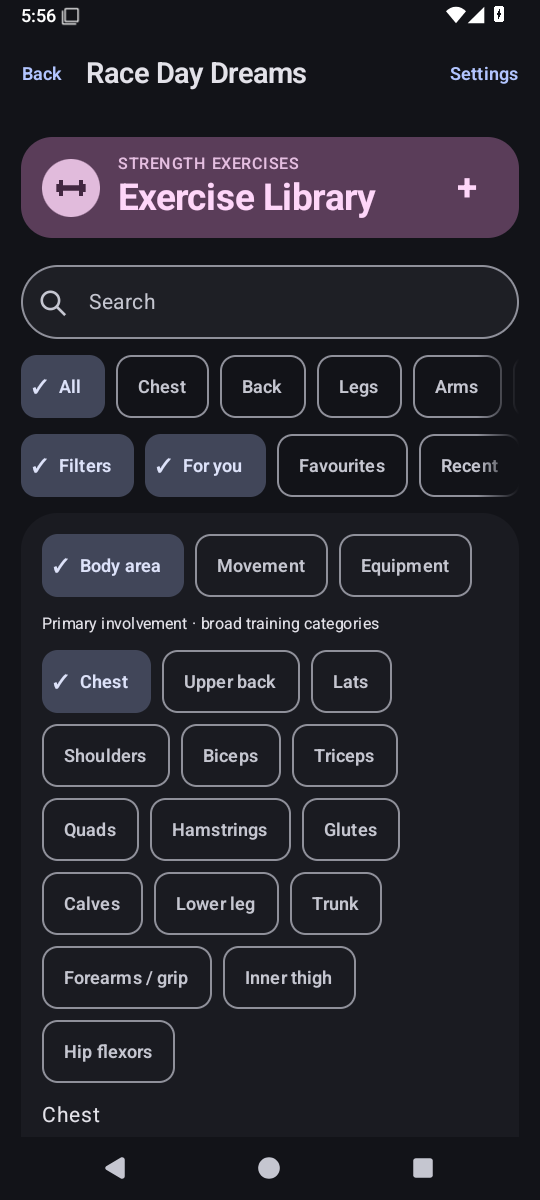 5:56
Back Race Day Dreams Settings
STRENGTH EXERCISES
Exercise Library +
Search
✓ All Chest Back Legs Arms
✓ Filters ✓ For you Favourites Recent
✓ Body area Movement Equipment
Primary involvement · broad training categories
✓ Chest Upper back Lats
Shoulders Biceps Triceps
Quads Hamstrings Glutes
Calves Lower leg Trunk
Forearms / grip Inner thigh
Hip flexors
Chest